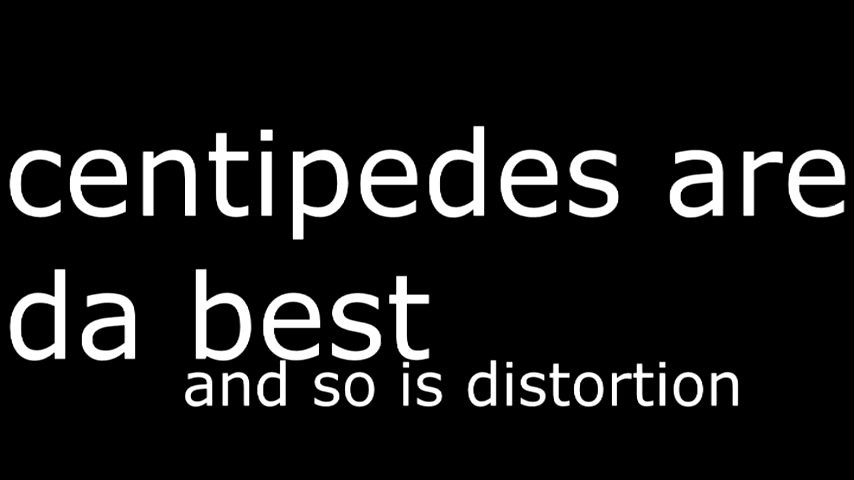 centipedes are
da best
and so is distortion